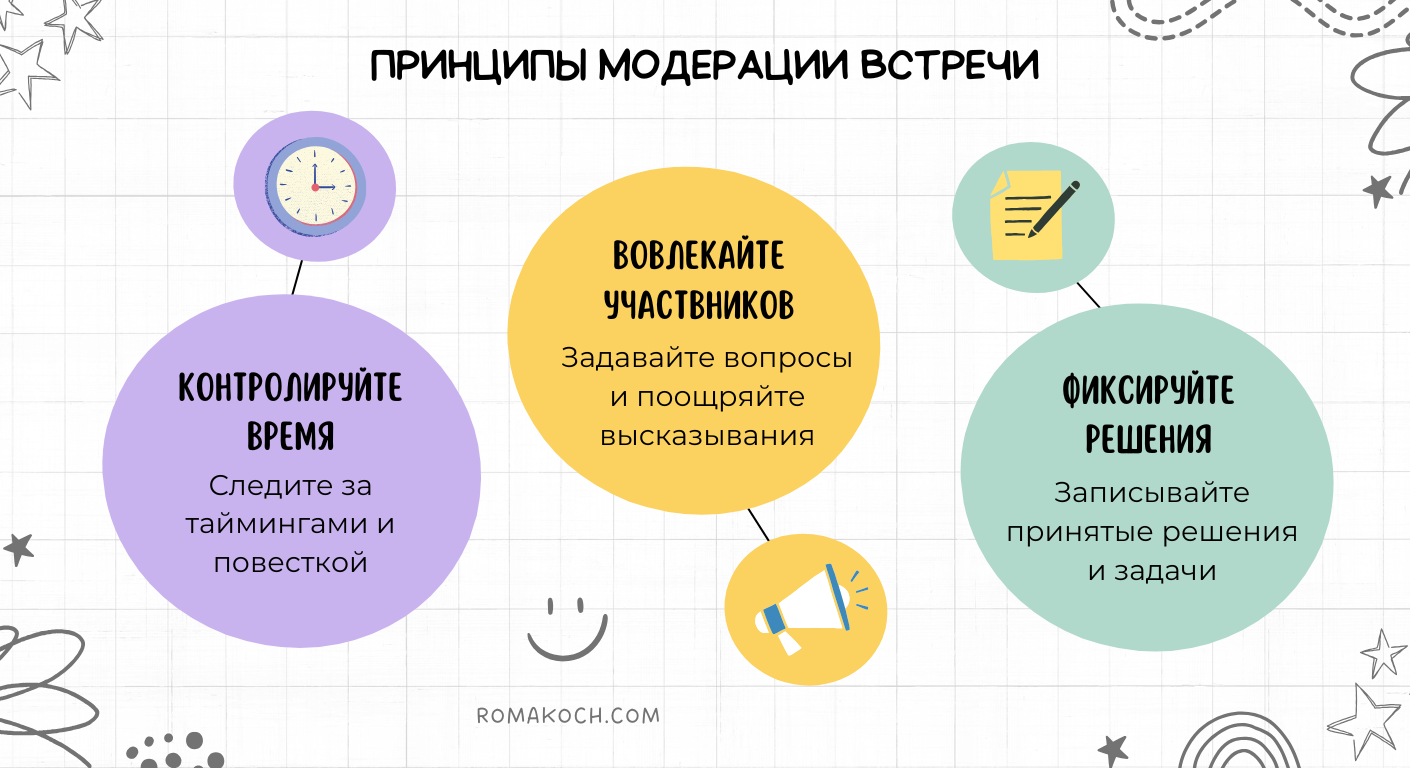 ПРИНЦИПЫ МОДЕРАЦИИ ВСТРЕЧИ
КОНТРОЛИРУЙТЕ
ВРЕМЯ
Следите за
таймингами и
повесткой
ВОВЛЕКАЙТЕ
УЧАСТВНИКОВ
Задавайте вопросы
и поощряйте
высказывания
ФИКСИРУЙТЕ
РЕШЕНИЯ
Записывайте
принятые решения
и задачи
ROMAKOCH.COM